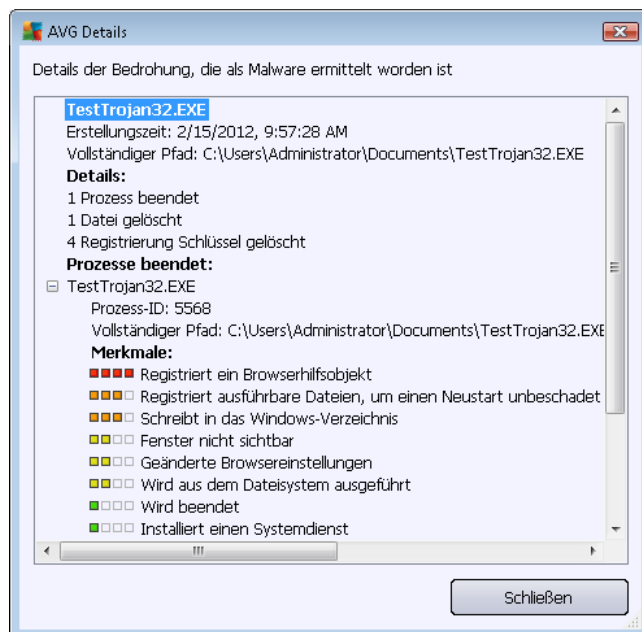 AVG Details
Details der Bedrohung, die als Malware ermittelt worden ist
TestTrojan32.EXE
Erstellungszeit: 2/15/2012, 9:57:28 AM
Vollständiger Pfad: C:\Users\Administrator\Documents\TestTrojan32.EXE
Details:
1 Prozess beendet
1 Datei gelöscht
4 Registrierung Schlüssel gelöscht
Prozesse beendet:
TestTrojan32.EXE
Prozess-ID: 5568
Vollständiger Pfad: C:\Users\Administrator\Documents\TestTrojan32.EXE
Merkmale:
Registriert ein Browserhilfsobjekt
Registriert ausführbare Dateien, um einen Neustart unbeschadet
Schreibt in das Windows-Verzeichnis
Fenster nicht sichtbar
Geänderte Browsereinstellungen
Wird aus dem Dateisystem ausgeführt
Wird beendet
Installiert einen Systemdienst
Schließen